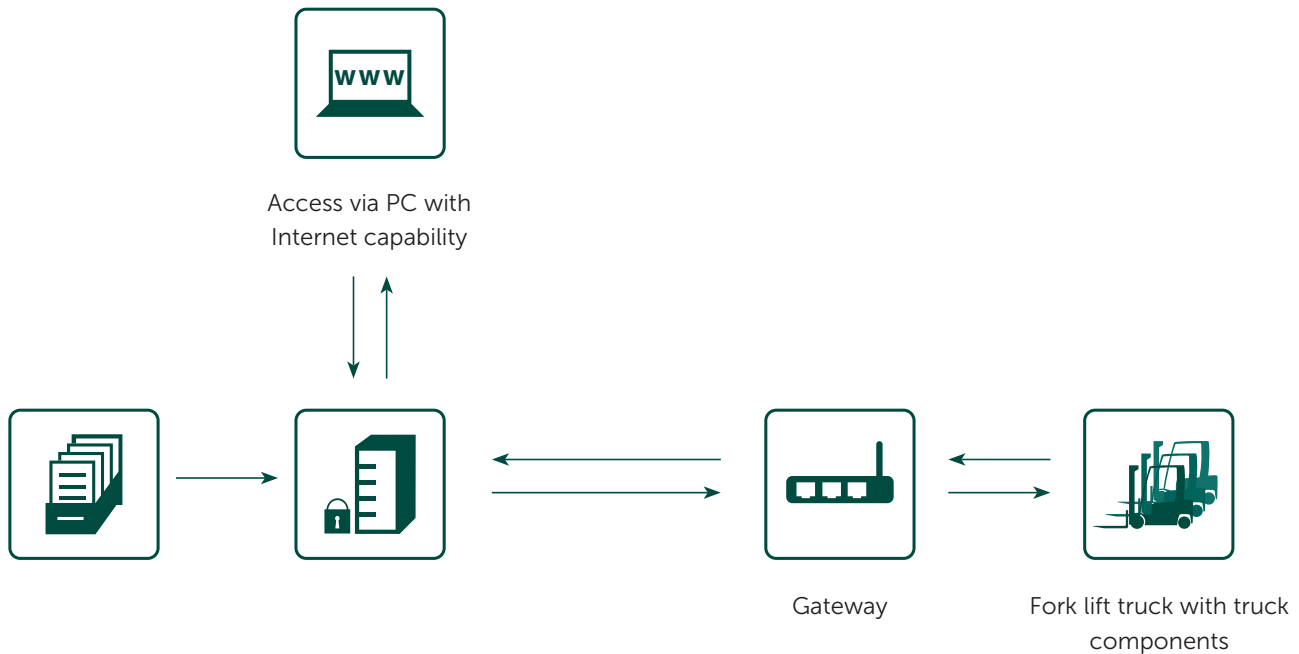 WWW
Access via PC with
Internet capability
Gateway
Fork lift truck with truck
components